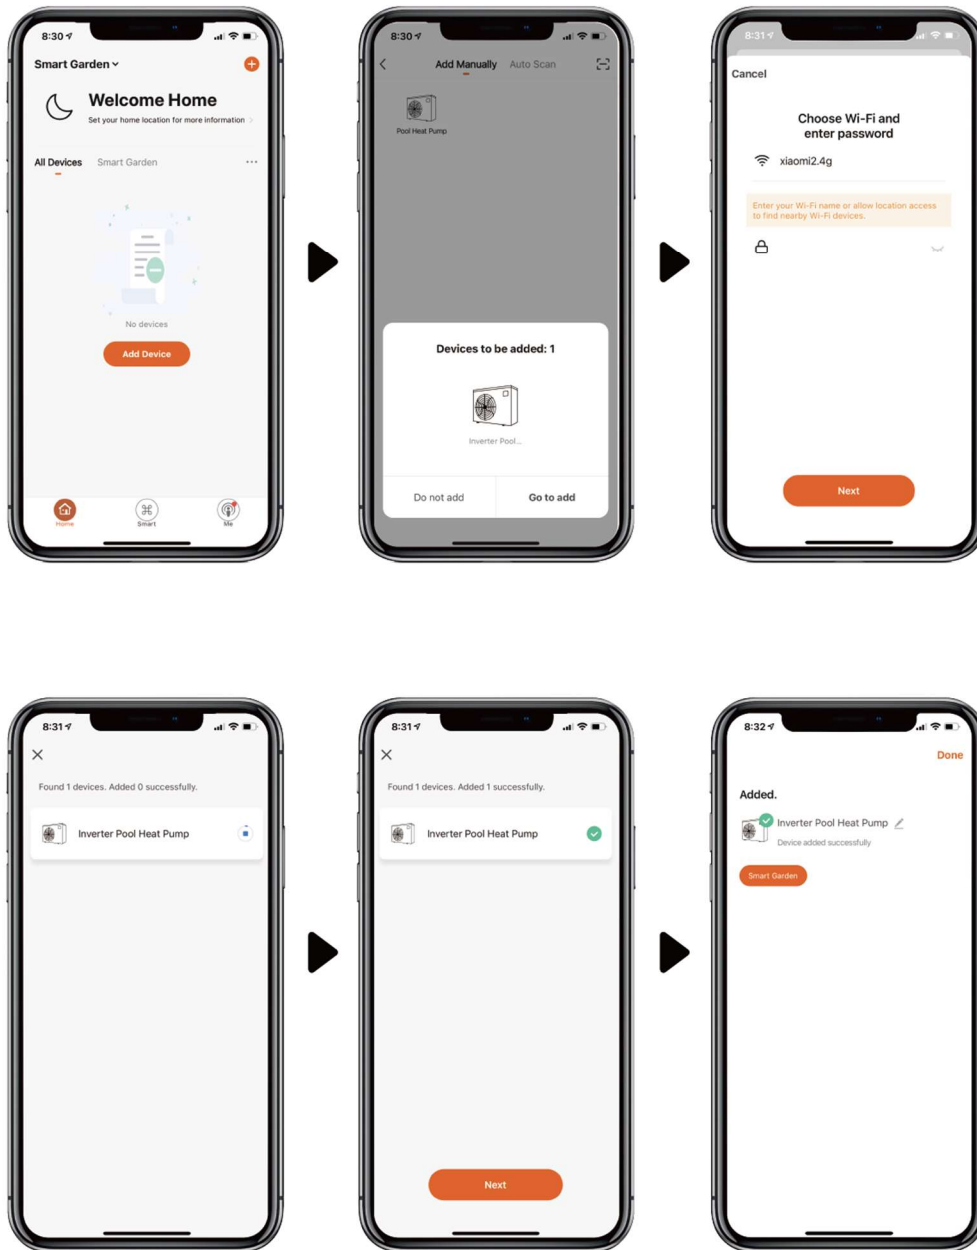 8:30
Smart Garden
Welcome Home
Set your home location for more information
All Devices Smart Garden
No devices
Add Device
Home Smart Me
8:30
Add Manually Auto Scan
Pool Heat Pump
Devices to be added: 1
Inverter Pool...
Do not add Go to add
8:31
Cancel
Choose Wi-Fi and
enter password
xiaomi2.4g
Enter your Wi-Fi name or allow location access
to find nearby Wi-Fi devices.
Next
8:31
Found 1 devices. Added 0 successfully.
Inverter Pool Heat Pump
8:31
Found 1 devices. Added 1 successfully.
Inverter Pool Heat Pump
Next
8:32
Done
Added.
Inverter Pool Heat Pump
Device added successfully
Smart Garden